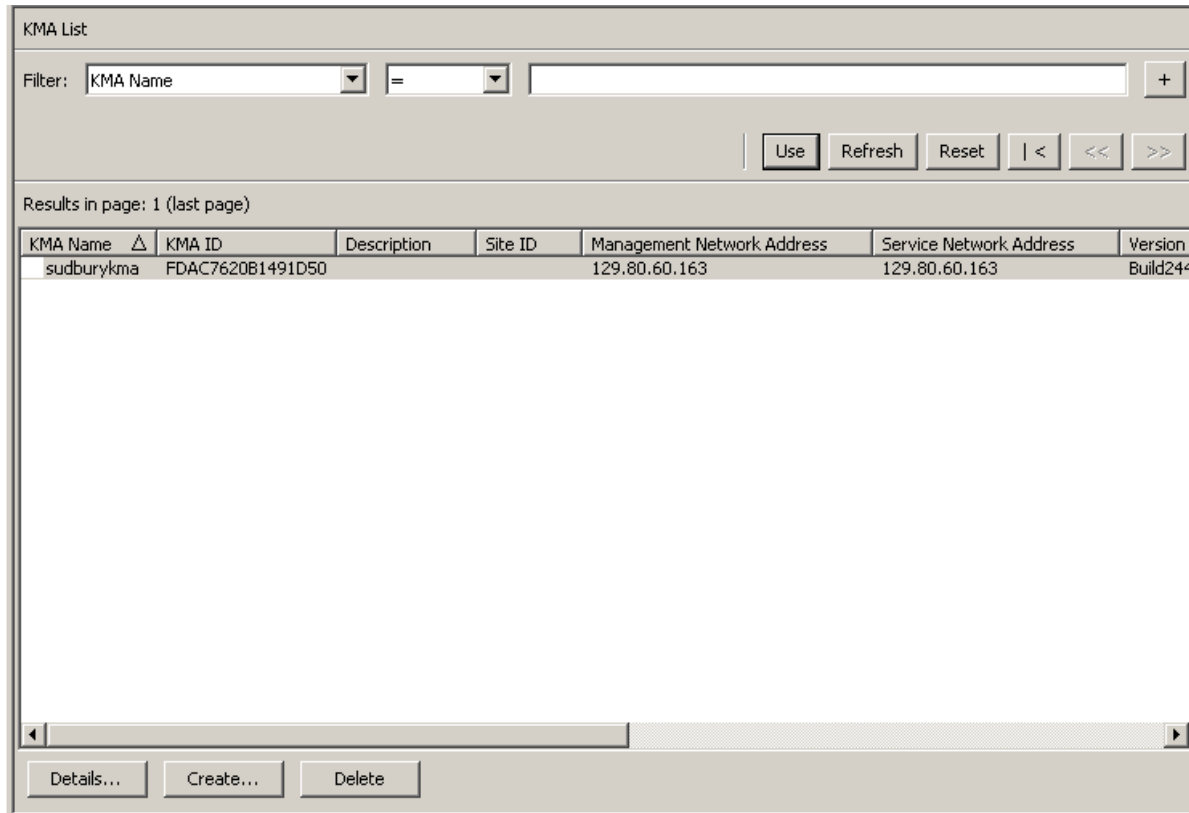 KMA List
Filter: KMA Name = +
Use Refresh Reset |< << >>
Results in page: 1 (last page)
KMA Name KMA ID Description Site ID Management Network Address Service Network Address Version
sudburykma FDAC7620B1491D50 129.80.60.163 129.80.60.163 Build244
Details... Create... Delete